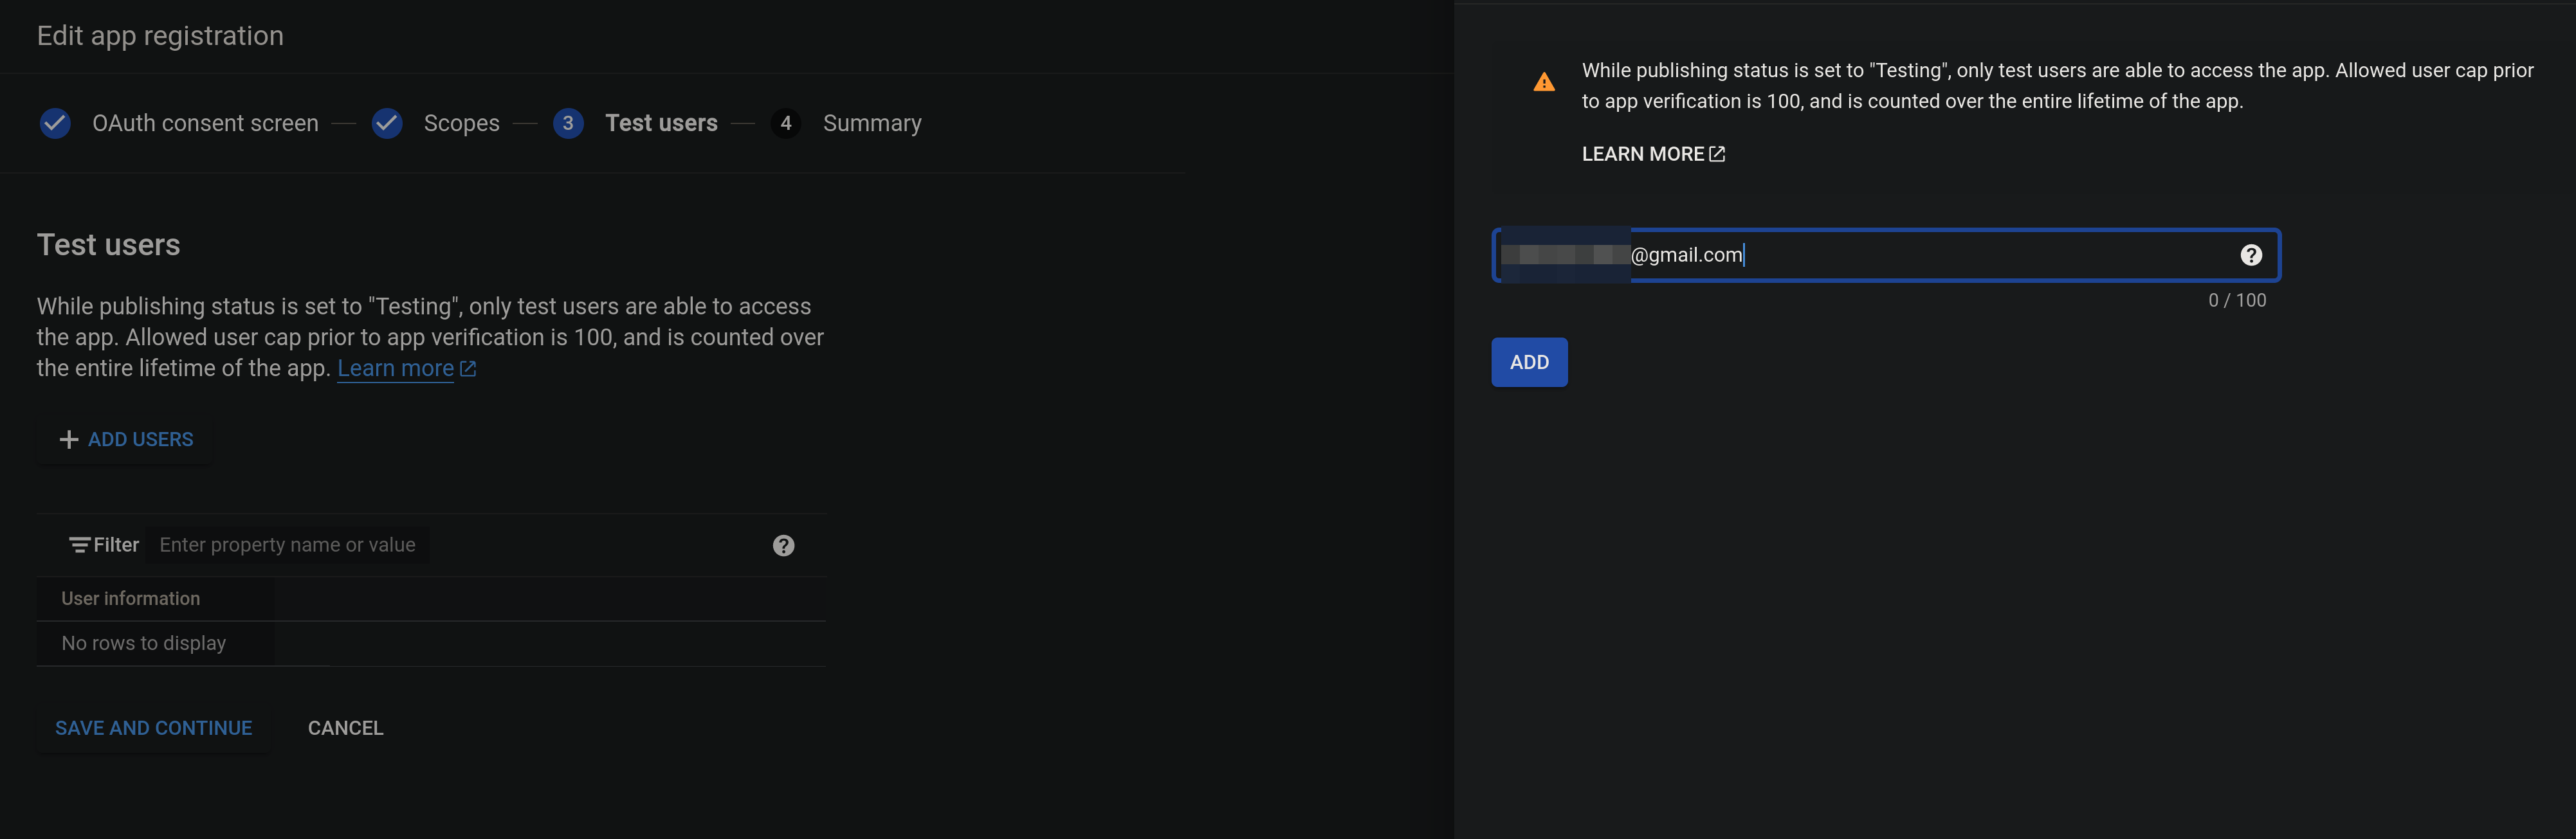 Edit app registration
OAuth consent screen
Scopes
3 Test users
4 Summary
Test users
While publishing status is set to "Testing", only test users are able to access
the app. Allowed user cap prior to app verification is 100, and is counted over
the entire lifetime of the app. Learn more
ADD USERS
Filter Enter property name or value
User information
No rows to display
SAVE AND CONTINUE CANCEL
While publishing status is set to "Testing", only test users are able to access the app. Allowed user cap prior
to app verification is 100, and is counted over the entire lifetime of the app.
LEARN MORE
@gmail.com
0 / 100
ADD